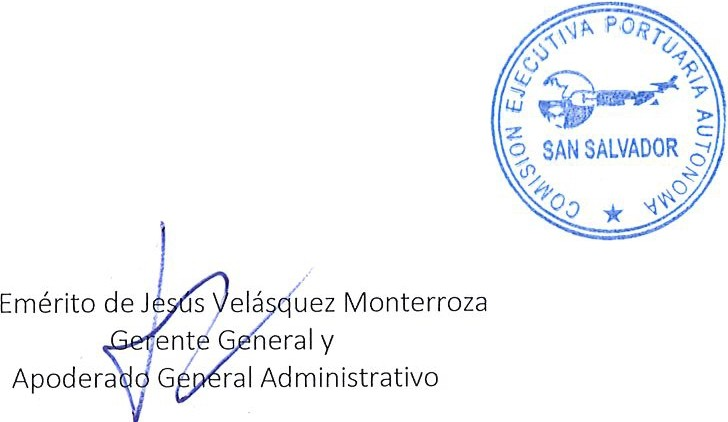 COMISION EJECUTIVA PORTUARIA AUTONOMA
SAN SALVADOR
Emérito de Jesús Velásquez Monterroza
Gerente General y
Apoderado General Administrativo